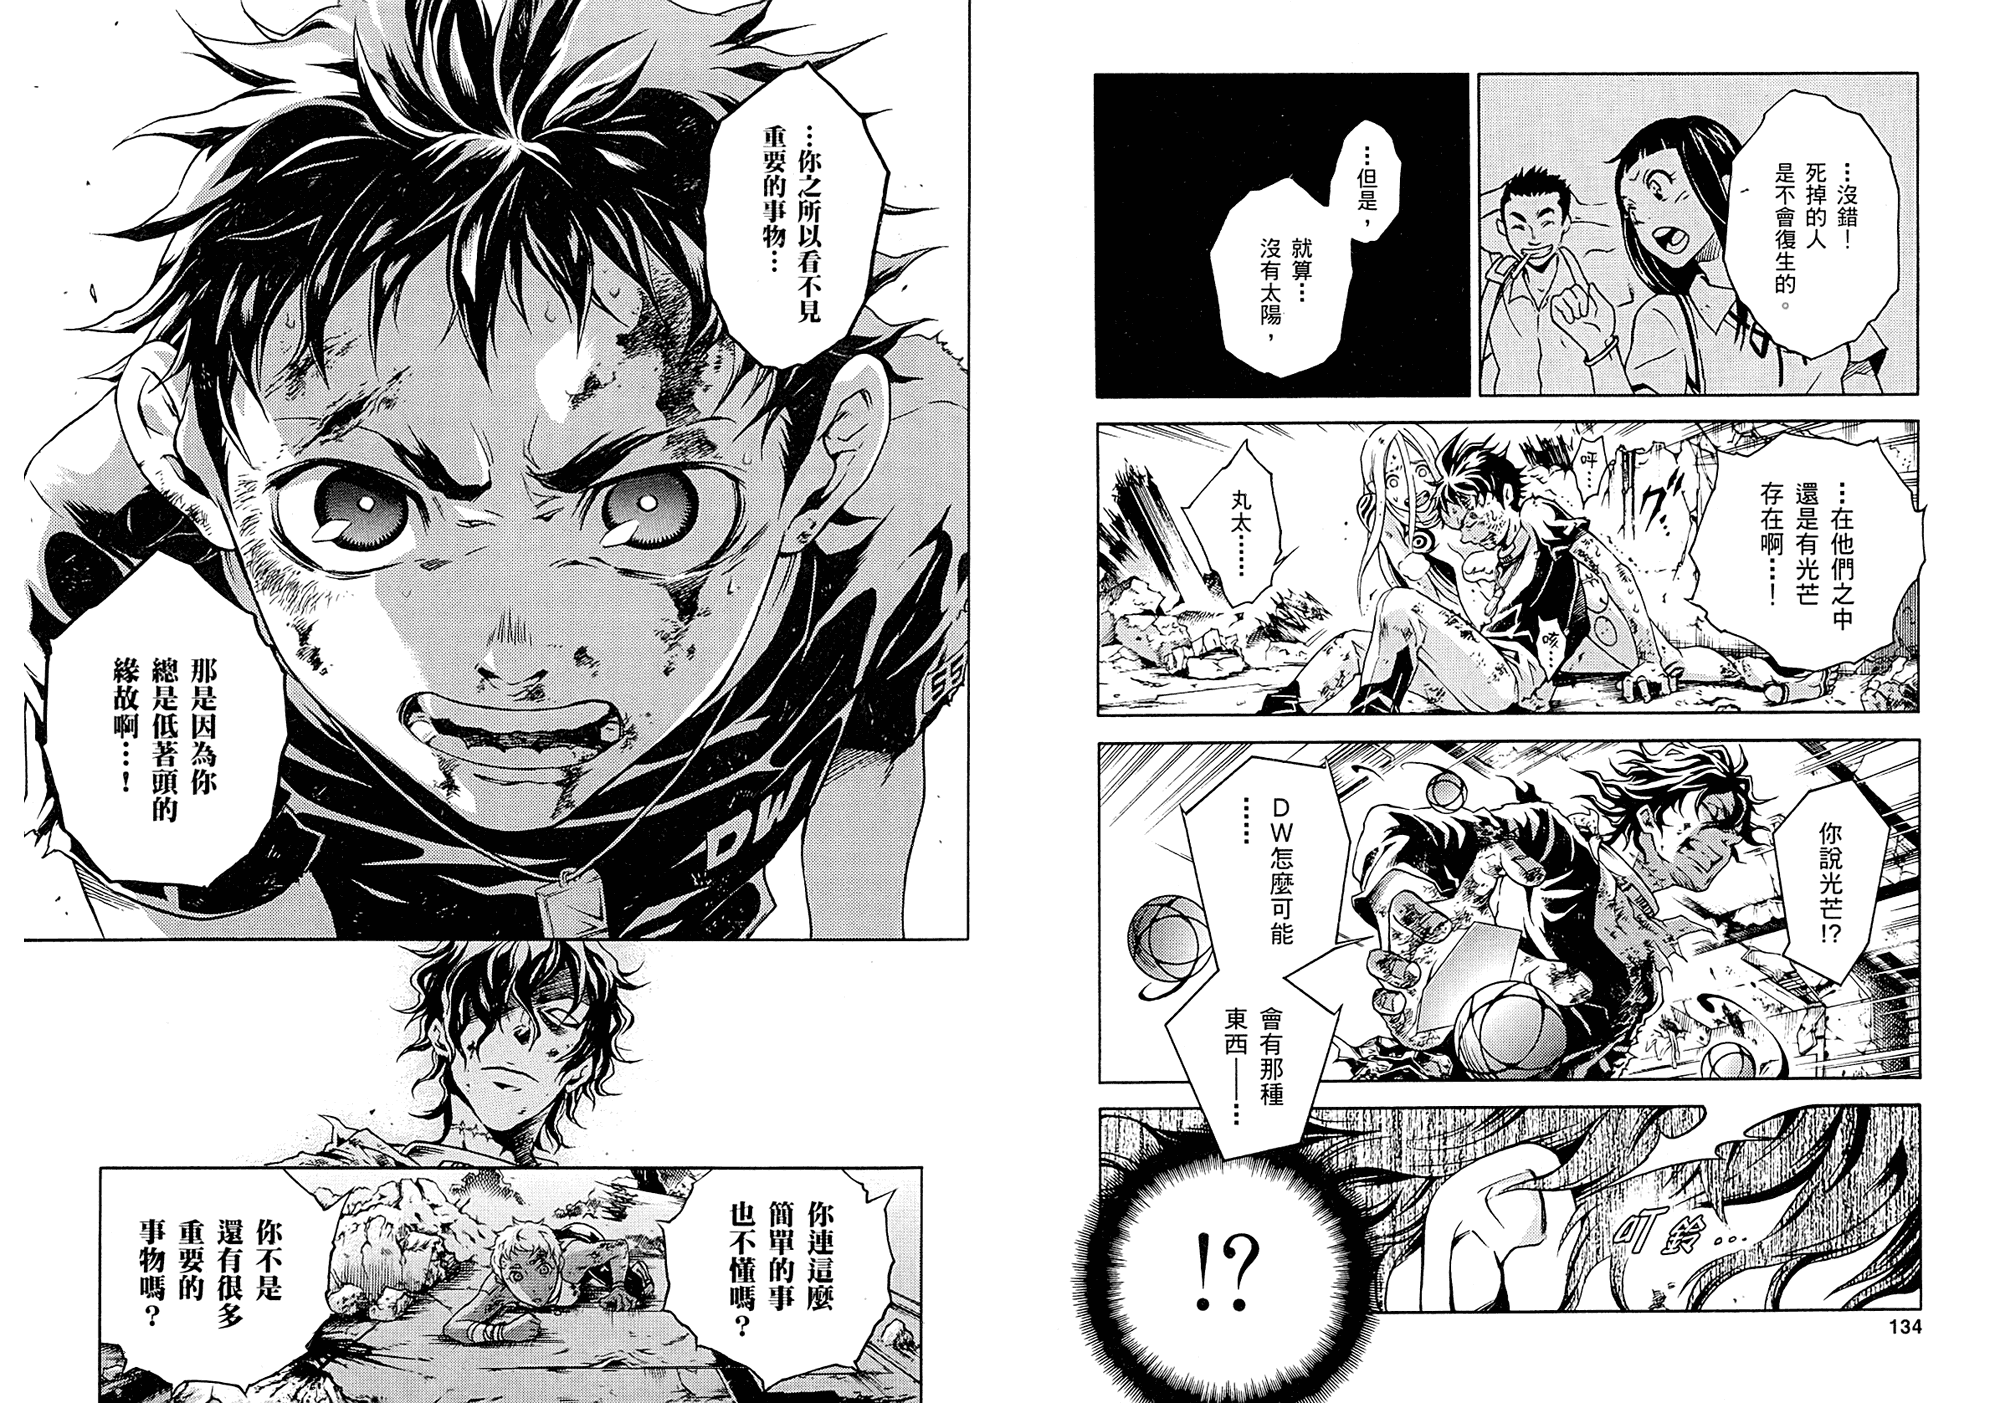 …沒錯！
死掉的人
是不會復生的。
…但是，
就算…
沒有太陽，
…在他們之中
還是有光芒
存在啊…！
呼…
咳…
丸太……
你說光芒!?
DW怎麼可能
……
會有那種
東西——…
叮鈴…
!?
134
…你之所以看不見
重要的事物…
那是因為你
總是低著頭的
緣故啊…！
DW
你連這麼
簡單的事
也不懂嗎？
你不是
還有很多
重要的
事物嗎？